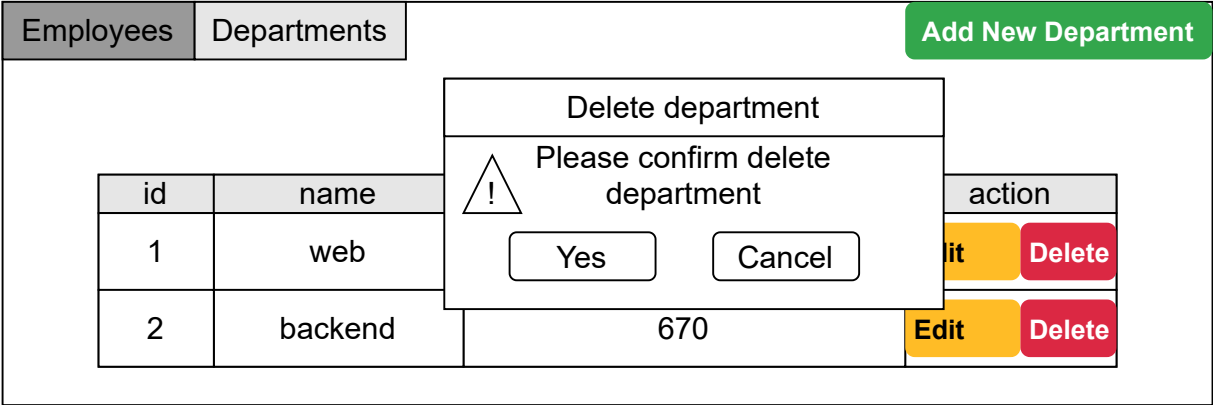 Employees Departments Add New Department
Delete department
Please confirm delete
department
!
id name action
Yes Cancel
1 web Delete
2 backend 670 Edit Delete